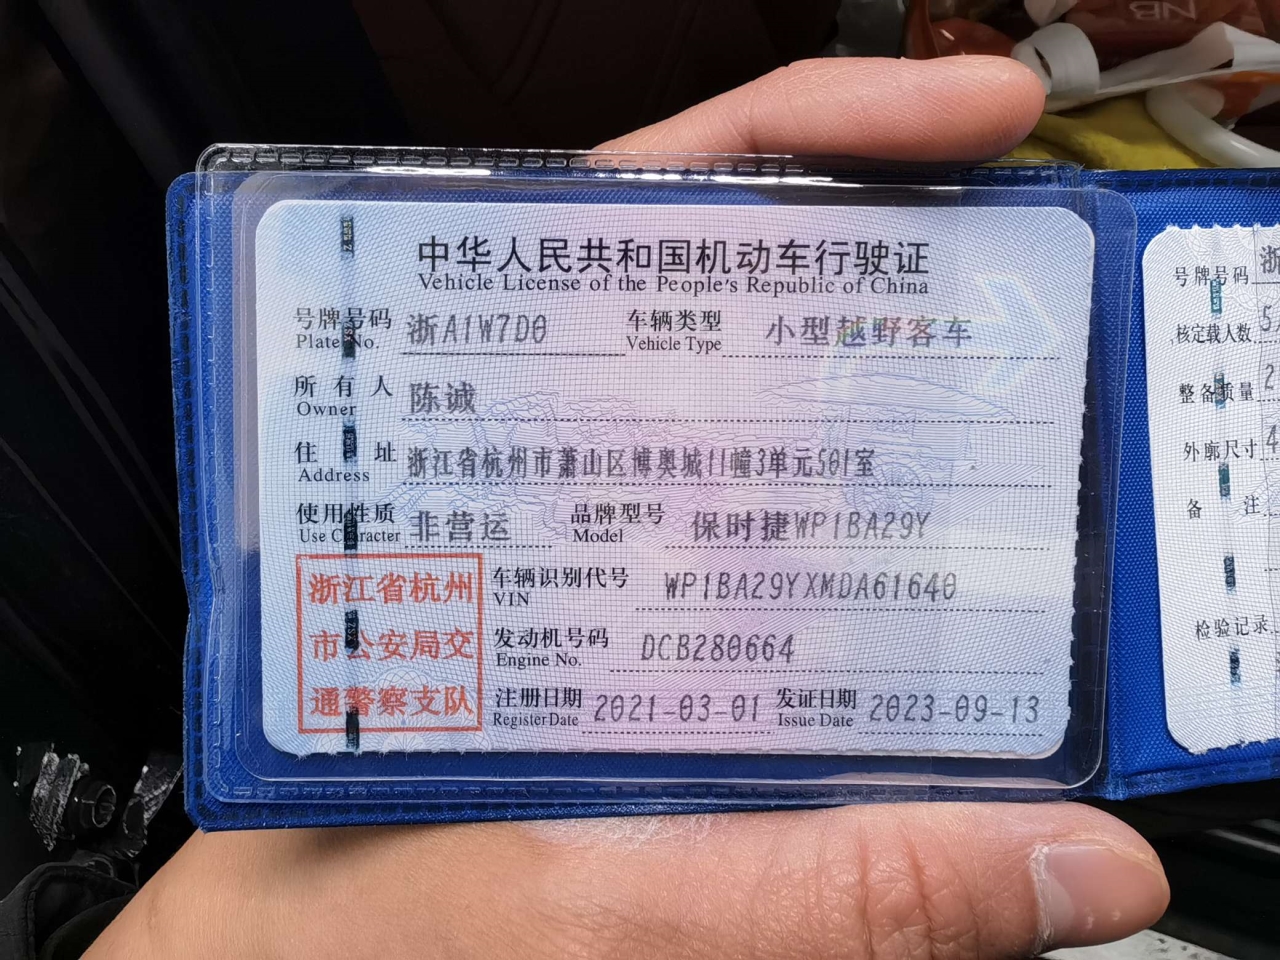 中华人民共和国机动车行驶证
Vehicle License of the People's Republic of China
号牌号码 浙A1W7D0 车辆类型 小型越野客车
Plate No. Vehicle Type
所有人 陈诚
Owner
住址 浙江省杭州市萧山区博奥城11幢3单元501室
Address
使用性质 非营运 品牌型号 保时捷WP1BA29Y
Use Character Model
浙江省杭州
市公安局交
通警察支队
车辆识别代号 WP1BA29YXMDA61640
VIN
发动机号码 DCB280664
Engine No.
注册日期 2021-03-01 发证日期 2023-09-13
Register Date Issue Date
号牌号码 浙
核定载人数 5
整备质量 2
外廓尺寸 4
备注
检验记录
NB